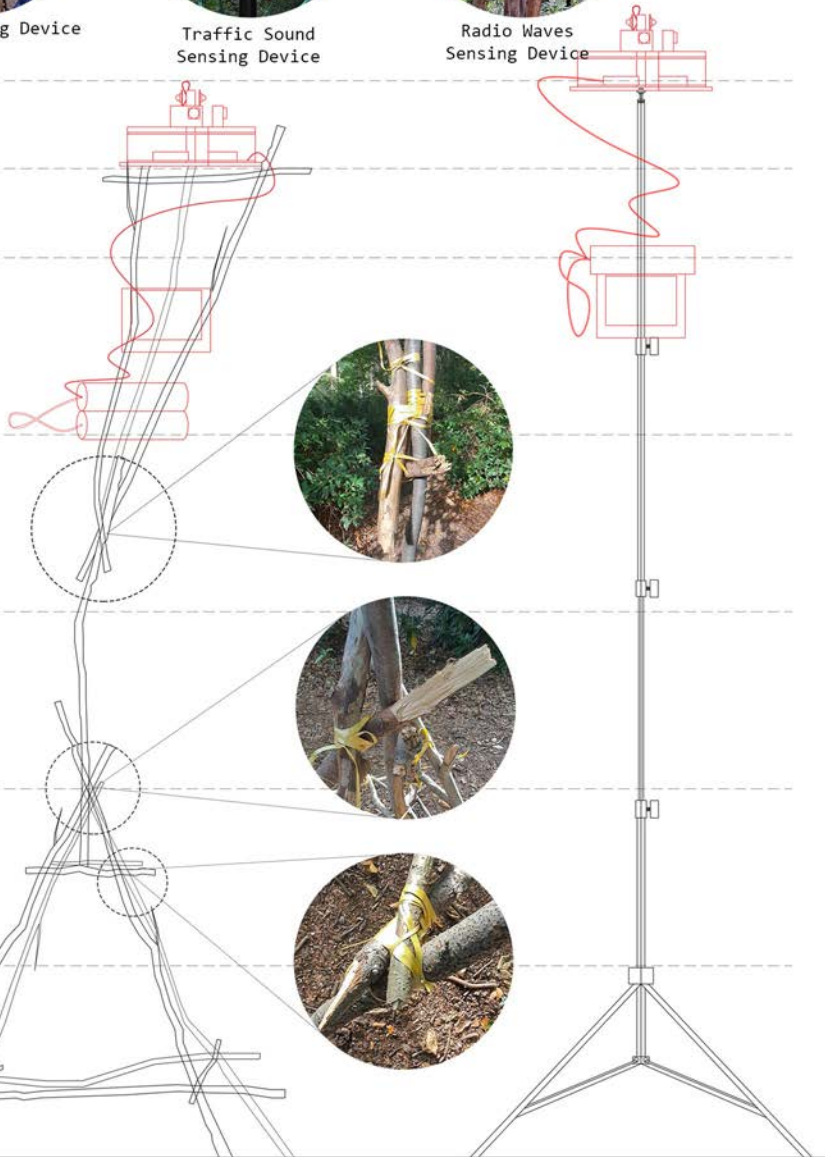 g Device
Traffic Sound
Sensing Device
Radio Waves
Sensing Device